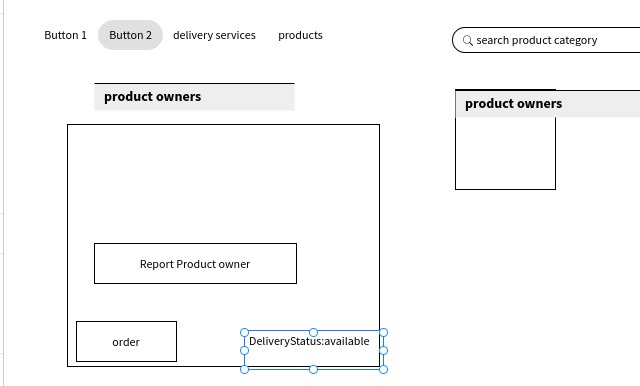 Button 1
Button 2
delivery services
products
search product category
product owners
product owners
Report Product owner
order
DeliveryStatus:available